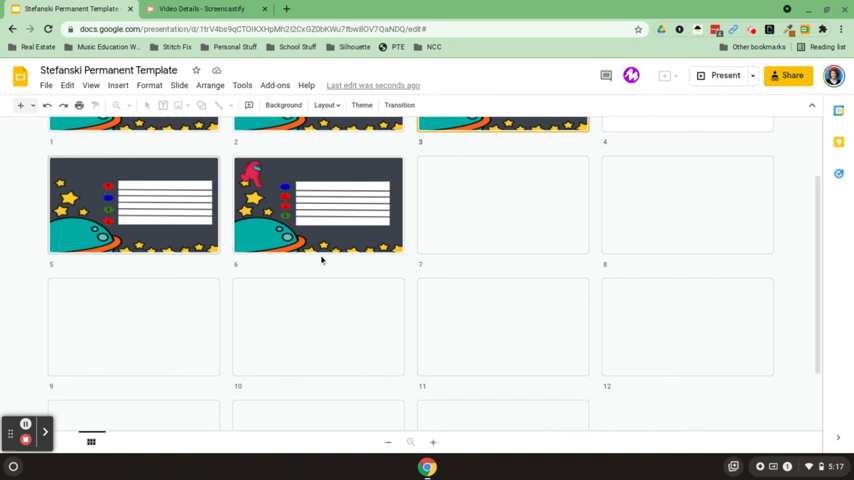 Stefanski Permanent Template -
Video Details - Screencastify
docs.google.com/presentation/d/1trV4bs9qCTOIKXHpMh2I2CxGZ0bKWu7fbw8OV7QaNDQ/edit#
Real Estate
Music Education W...
Stitch Fix
Personal Stuff
School Stuff
Silhouette
PTE
NCC
Other bookmarks
Reading list
Stefanski Permanent Template
File Edit View Insert Format Slide Arrange Tools Add-ons Help Last edit was seconds ago
Present
Share
Background Layout Theme Transition
1 2 3 4
5 6 7 8
9 10 11 12
5:17